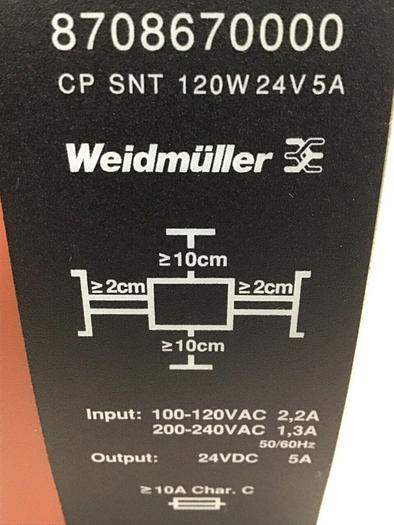 8708670000
CP SNT 120W 24V 5A
Weidmüller
≥10cm
≥2cm ≥2cm
≥10cm
Input: 100-120VAC 2,2A
200-240VAC 1,3A
50/60Hz
Output: 24VDC 5A
≥10A Char. C